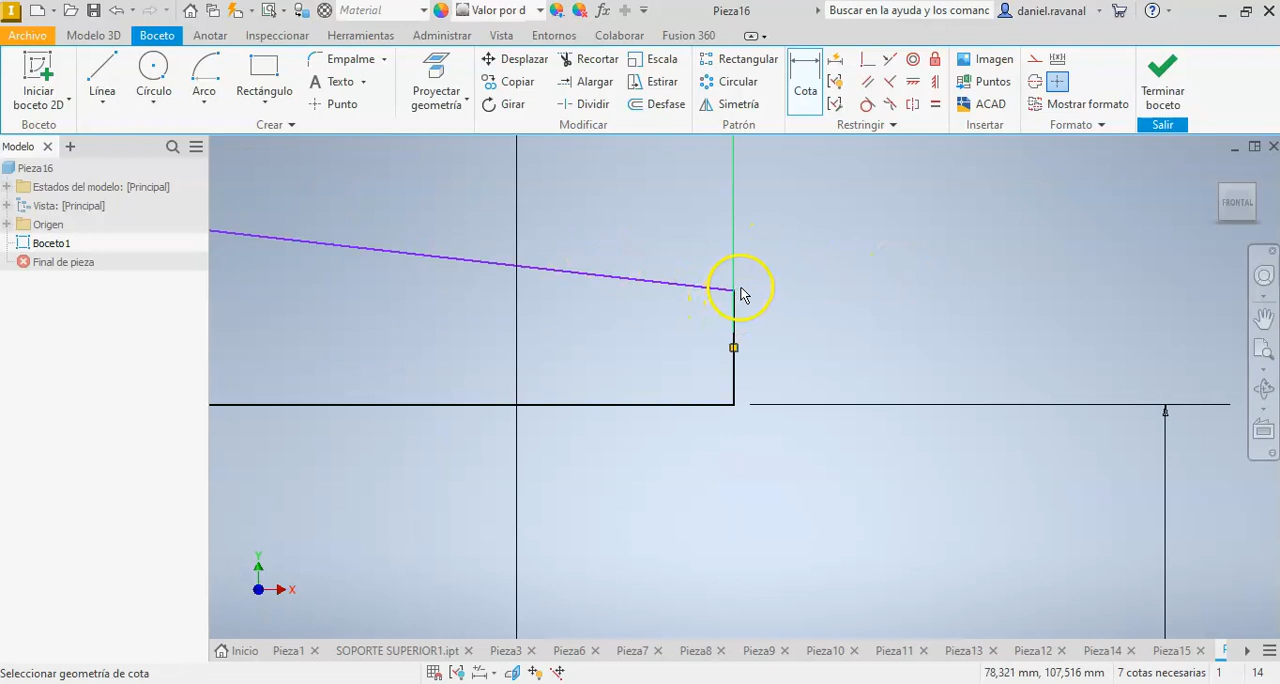 Material
Valor por d
fx
Pieza16
Buscar en la ayuda y los comanc
daniel.ravanal
Archivo
Modelo 3D
Boceto
Anotar
Inspeccionar
Herramientas
Administrar
Vista
Entornos
Colaborar
Fusion 360
Iniciar
boceto 2D
Línea
Círculo
Arco
Rectángulo
Empalme
Texto
Punto
Proyectar
geometría
Desplazar
Copiar
Girar
Recortar
Alargar
Dividir
Escala
Estirar
Desfase
Rectangular
Circular
Simetría
Cota
Imagen
Puntos
ACAD
Mostrar formato
Terminar
boceto
Boceto
Crear
Modificar
Patrón
Restringir
Insertar
Formato
Salir
Modelo
Pieza16
Estados del modelo: [Principal]
Vista: [Principal]
Origen
Boceto1
Final de pieza
FRONTAL
Y
X
Inicio
Pieza1
SOPORTE SUPERIOR1.ipt
Pieza3
Pieza6
Pieza7
Pieza8
Pieza9
Pieza10
Pieza11
Pieza13
Pieza12
Pieza14
Pieza15
Seleccionar geometría de cota
78,321 mm, 107,516 mm
7 cotas necesarias
1
14